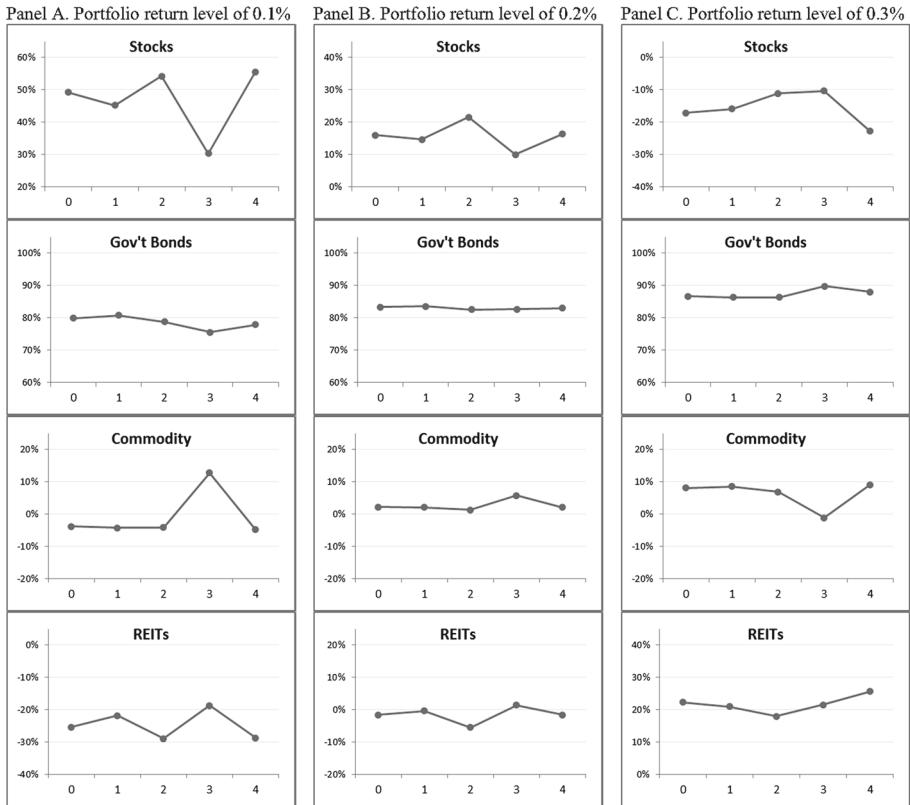 Panel A. Portfolio return level of 0.1%
Panel B. Portfolio return level of 0.2%
Panel C. Portfolio return level of 0.3%
Stocks
60%
50%
40%
30%
20%
0 1 2 3 4
Stocks
40%
30%
20%
10%
0%
0 1 2 3 4
Stocks
0%
-10%
-20%
-30%
-40%
0 1 2 3 4
Gov't Bonds
100%
90%
80%
70%
60%
0 1 2 3 4
Gov't Bonds
100%
90%
80%
70%
60%
0 1 2 3 4
Gov't Bonds
100%
90%
80%
70%
60%
0 1 2 3 4
Commodity
20%
10%
0%
-10%
-20%
0 1 2 3 4
Commodity
20%
10%
0%
-10%
-20%
0 1 2 3 4
Commodity
20%
10%
0%
-10%
-20%
0 1 2 3 4
REITs
0%
-10%
-20%
-30%
-40%
0 1 2 3 4
REITs
20%
10%
0%
-10%
-20%
0 1 2 3 4
REITs
40%
30%
20%
10%
0%
0 1 2 3 4